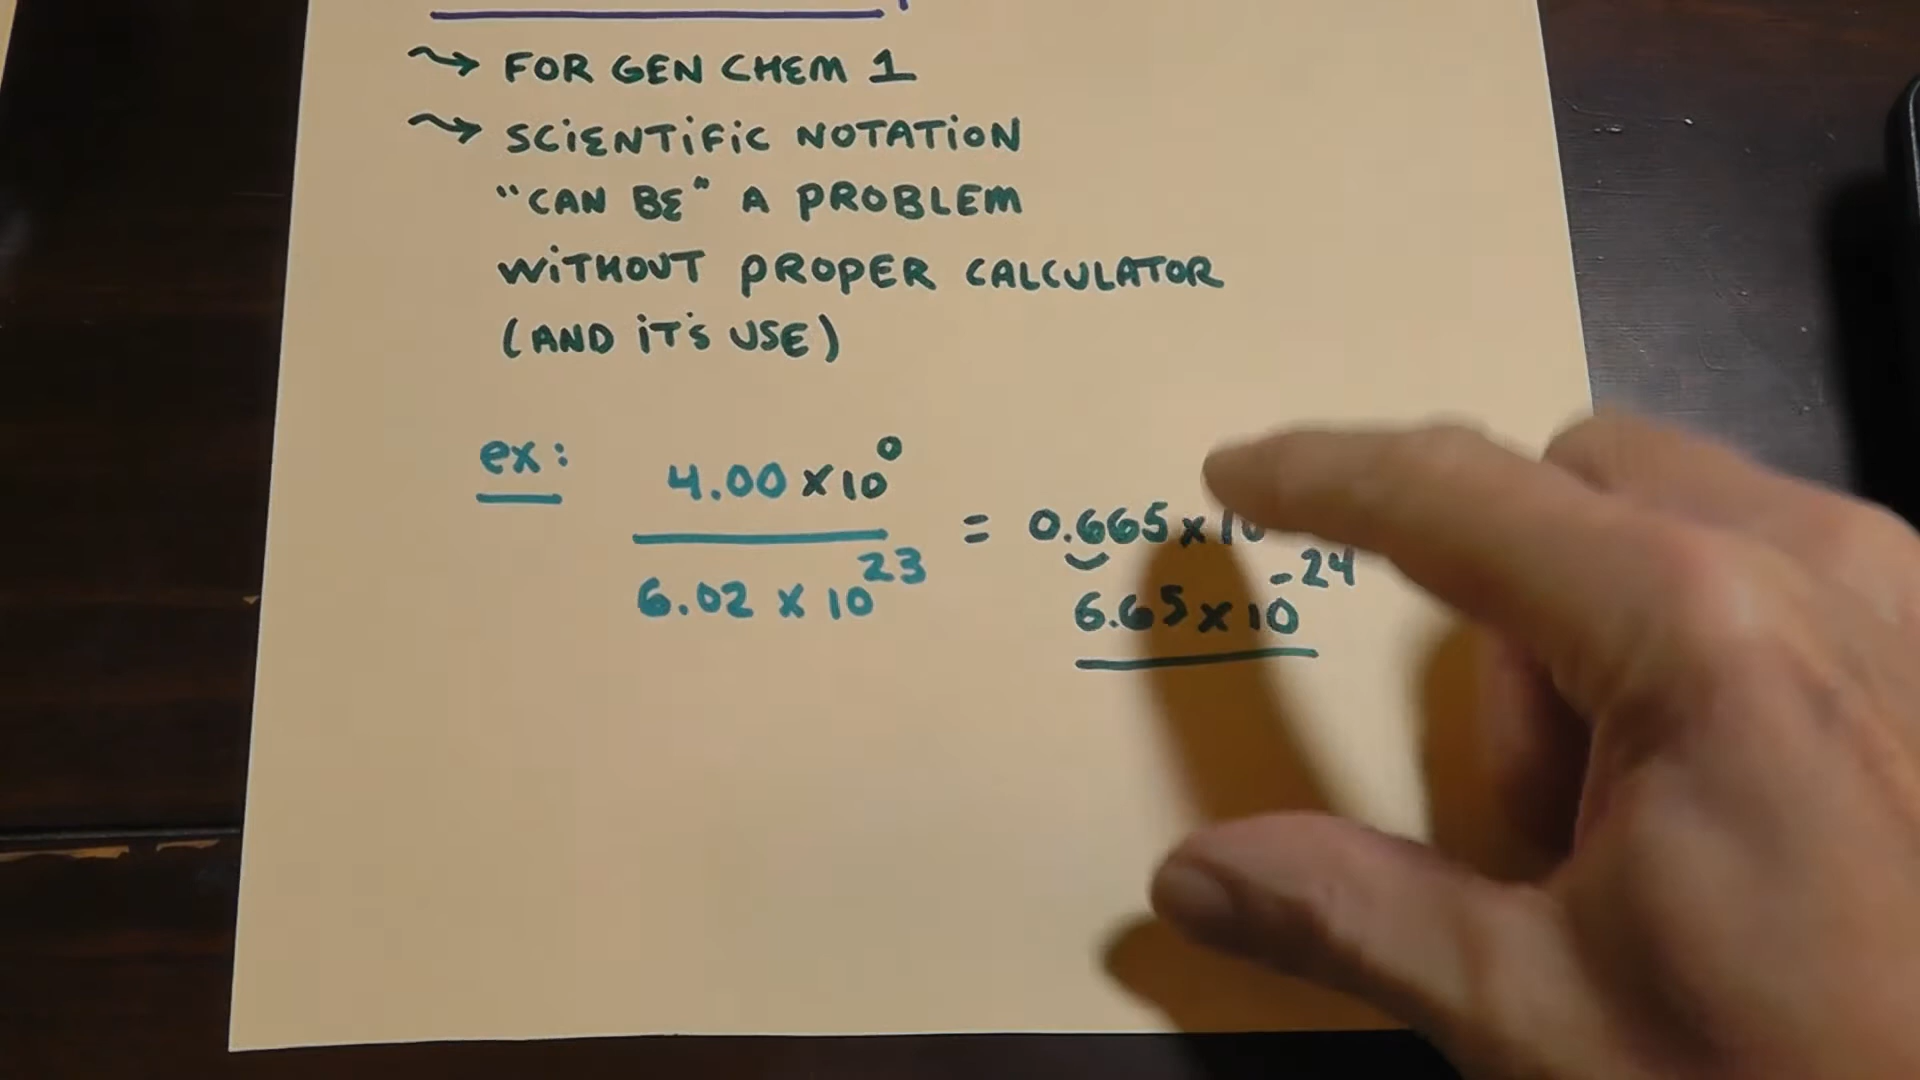 ~> FOR GEN CHEM 1
~> SCiENTiFiC NOTATiON
"CAN BE" A PROBLEM
WiTHOUT PROPER CALCULATOR
(AND iT'S USE)
ex: 4.00 x 10⁰ / 6.02 x 10²³ = 0.665 x 10
6.65 x 10⁻²⁴